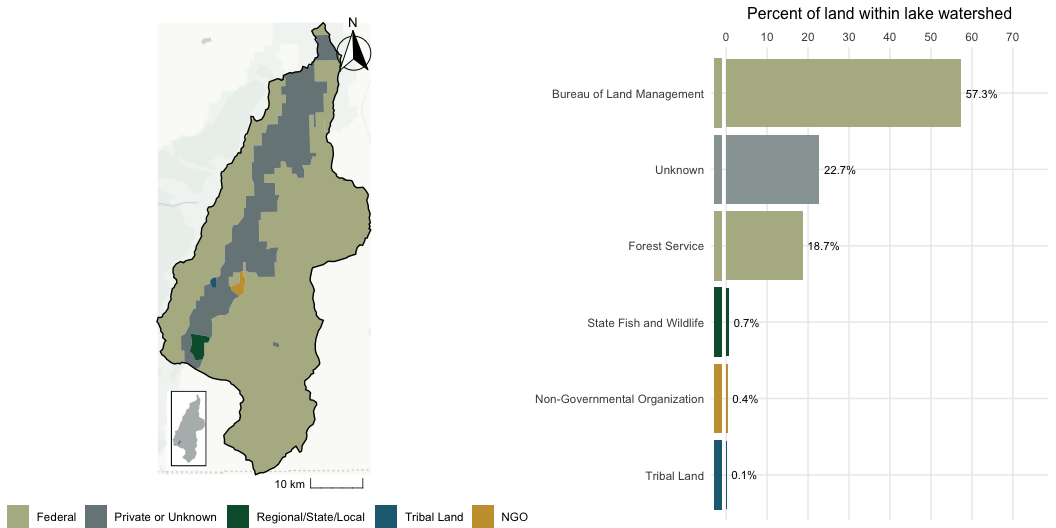 N
10 km
Federal
Private or Unknown
Regional/State/Local
Tribal Land
NGO
Percent of land within lake watershed
0 10 20 30 40 50 60 70
Bureau of Land Management 57.3%
Unknown 22.7%
Forest Service 18.7%
State Fish and Wildlife 0.7%
Non-Governmental Organization 0.4%
Tribal Land 0.1%